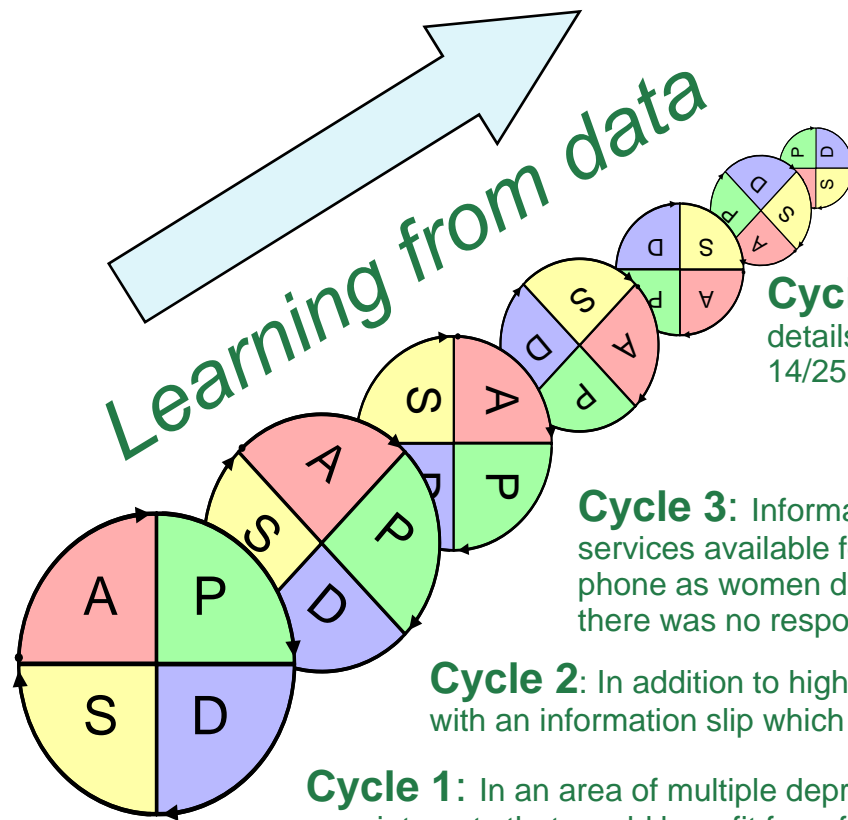 Learning from data
P D
S
D
P S
A
D S
P A
S
D A
P
S A
D P
A
S P
D
A P
S D
Cycl
details
14/25
Cycle 3: Informa
services available f
phone as women d
there was no respo
Cycle 2: In addition to high
with an information slip which
Cycle 1: In an area of multiple depr